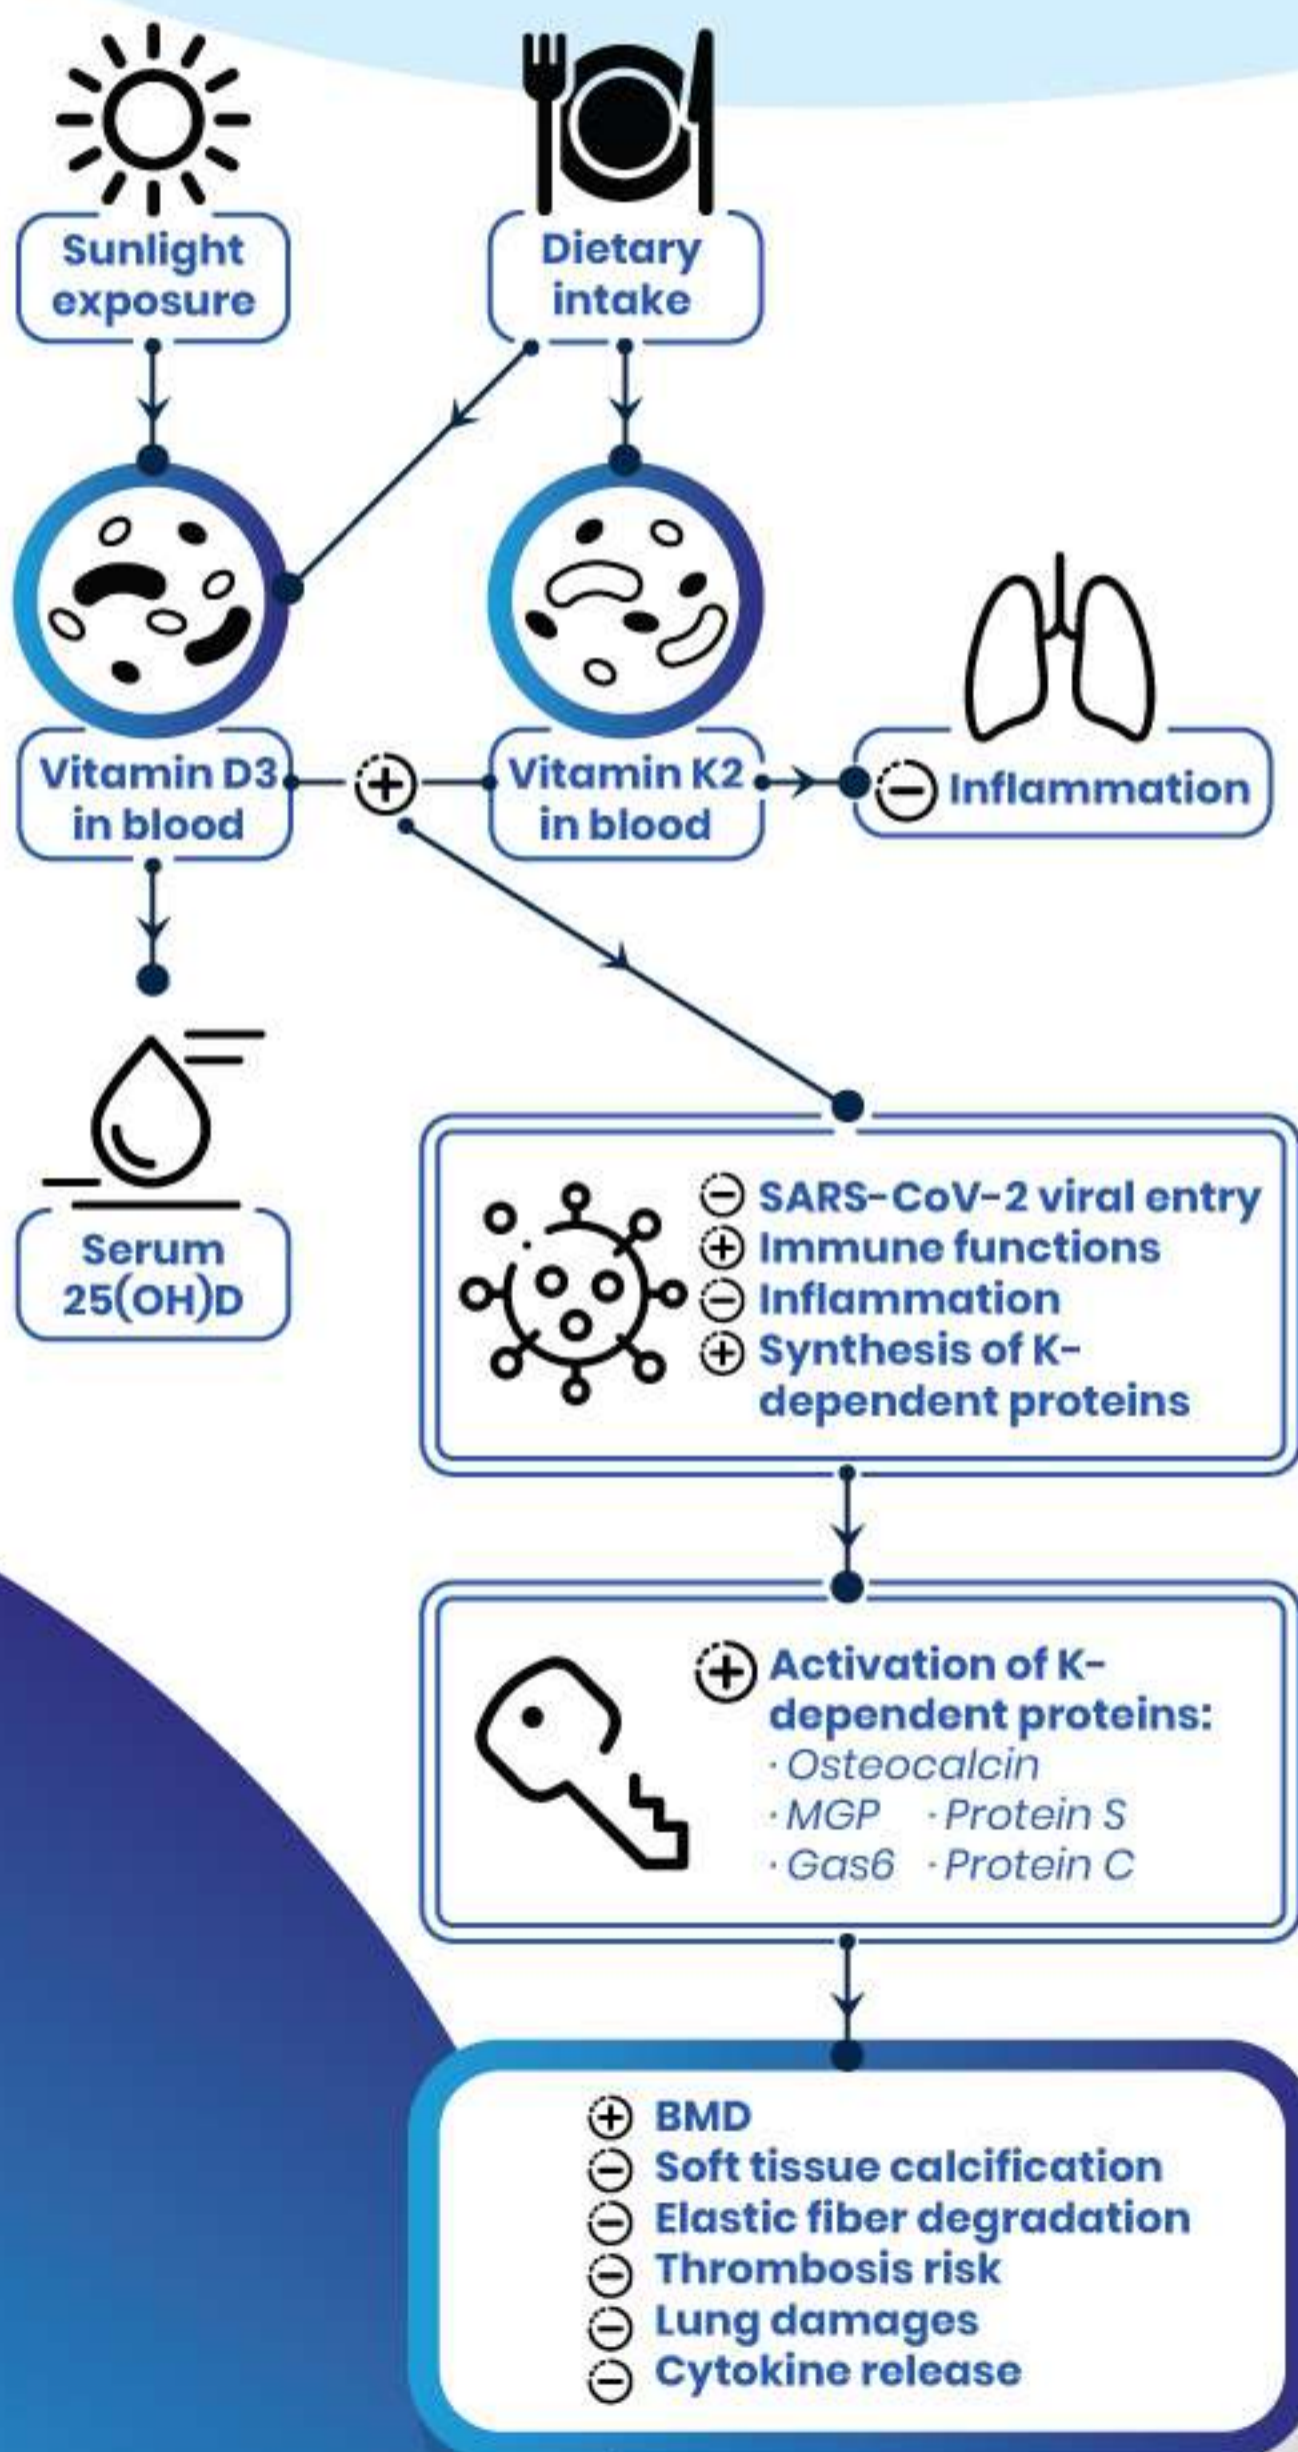 Sunlight
exposure
Dietary
intake
Vitamin D3
in blood
+
Vitamin K2
in blood
− Inflammation
Serum
25(OH)D
− SARS-CoV-2 viral entry
+ Immune functions
− Inflammation
+ Synthesis of K-
dependent proteins
+ Activation of K-
dependent proteins:
· Osteocalcin
· MGP · Protein S
· Gas6 · Protein C
+ BMD
− Soft tissue calcification
− Elastic fiber degradation
− Thrombosis risk
− Lung damages
− Cytokine release